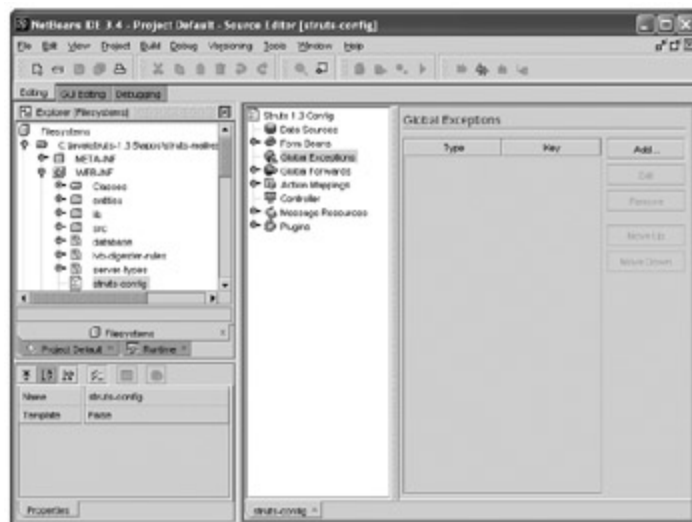 NetBeans IDE 3.4 - Project Default - Source Editor [struts-config]
File Edit View Project Build Debug Versioning Tools Window Help
Editing GUI Editing Debugging
Explorer [Filesystems]
Filesystems
META-INF
WEB-INF
Classes
entities
lib
src
database
server-types
struts-config
Filesystems
Project Default
Runtime
Name struts-config
Template False
Properties
Struts 1.3 Config
Data Sources
Form Beans
Global Exceptions
Global Forwards
Action Mappings
Controller
Message Resources
Plugins
struts-config
Global Exceptions
Type Key
Add...
Edit
Remove
Move Up
Move Down